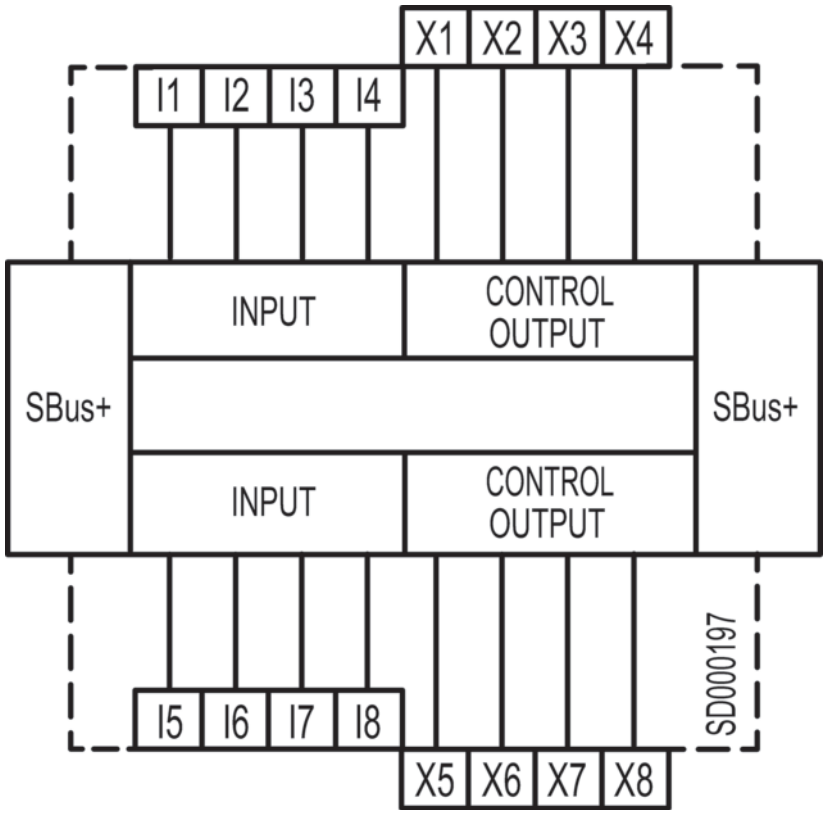 X1 X2 X3 X4
I1 I2 I3 I4
INPUT
CONTROL
OUTPUT
SBus+
SBus+
INPUT
CONTROL
OUTPUT
SD000197
I5 I6 I7 I8
X5 X6 X7 X8